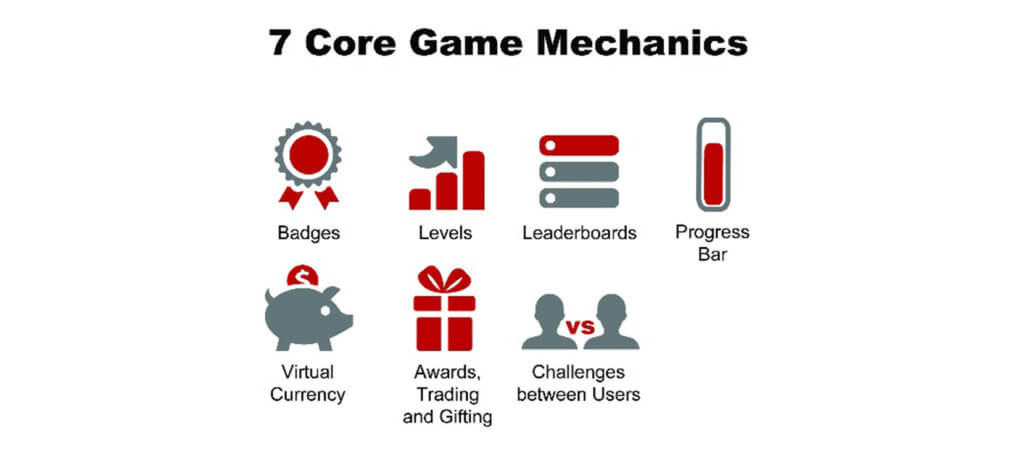 7 Core Game Mechanics
Badges
Levels
Leaderboards
Progress
Bar
$
Virtual
Currency
Awards,
Trading
and Gifting
vs
Challenges
between Users